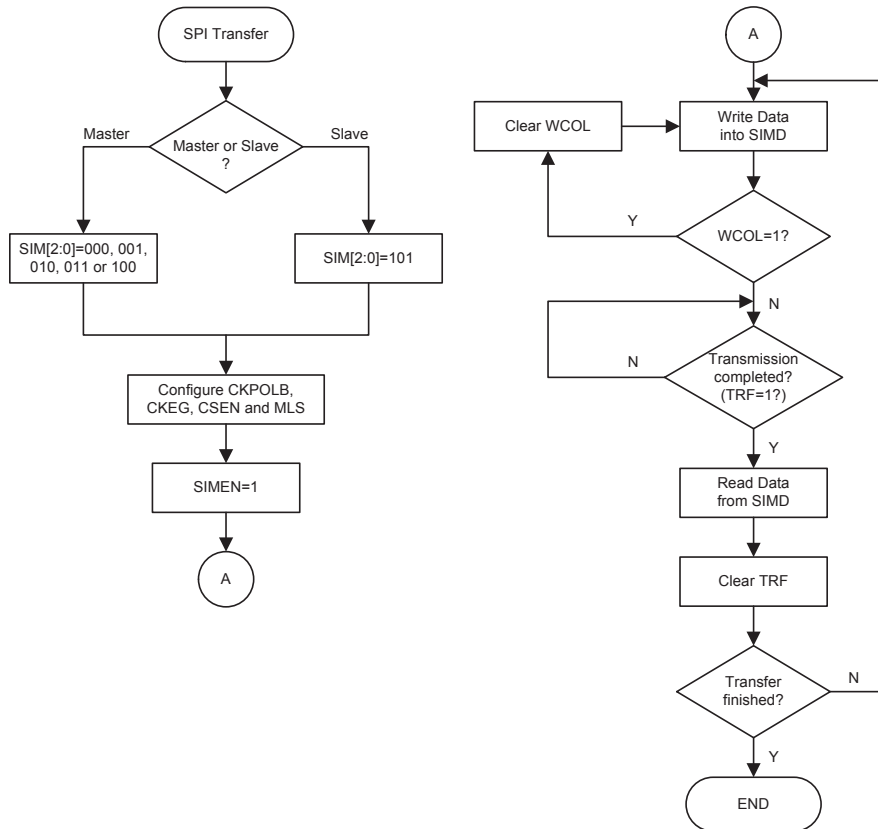 SPI Transfer
Master or Slave
?
Master
Slave
SIM[2:0]=000, 001,
010, 011 or 100
SIM[2:0]=101
Configure CKPOLB,
CKEG, CSEN and MLS
SIMEN=1
A
A
Write Data
into SIMD
Clear WCOL
Y
WCOL=1?
N
Transmission
completed?
(TRF=1?)
N
Y
Read Data
from SIMD
Clear TRF
Transfer
finished?
N
Y
END